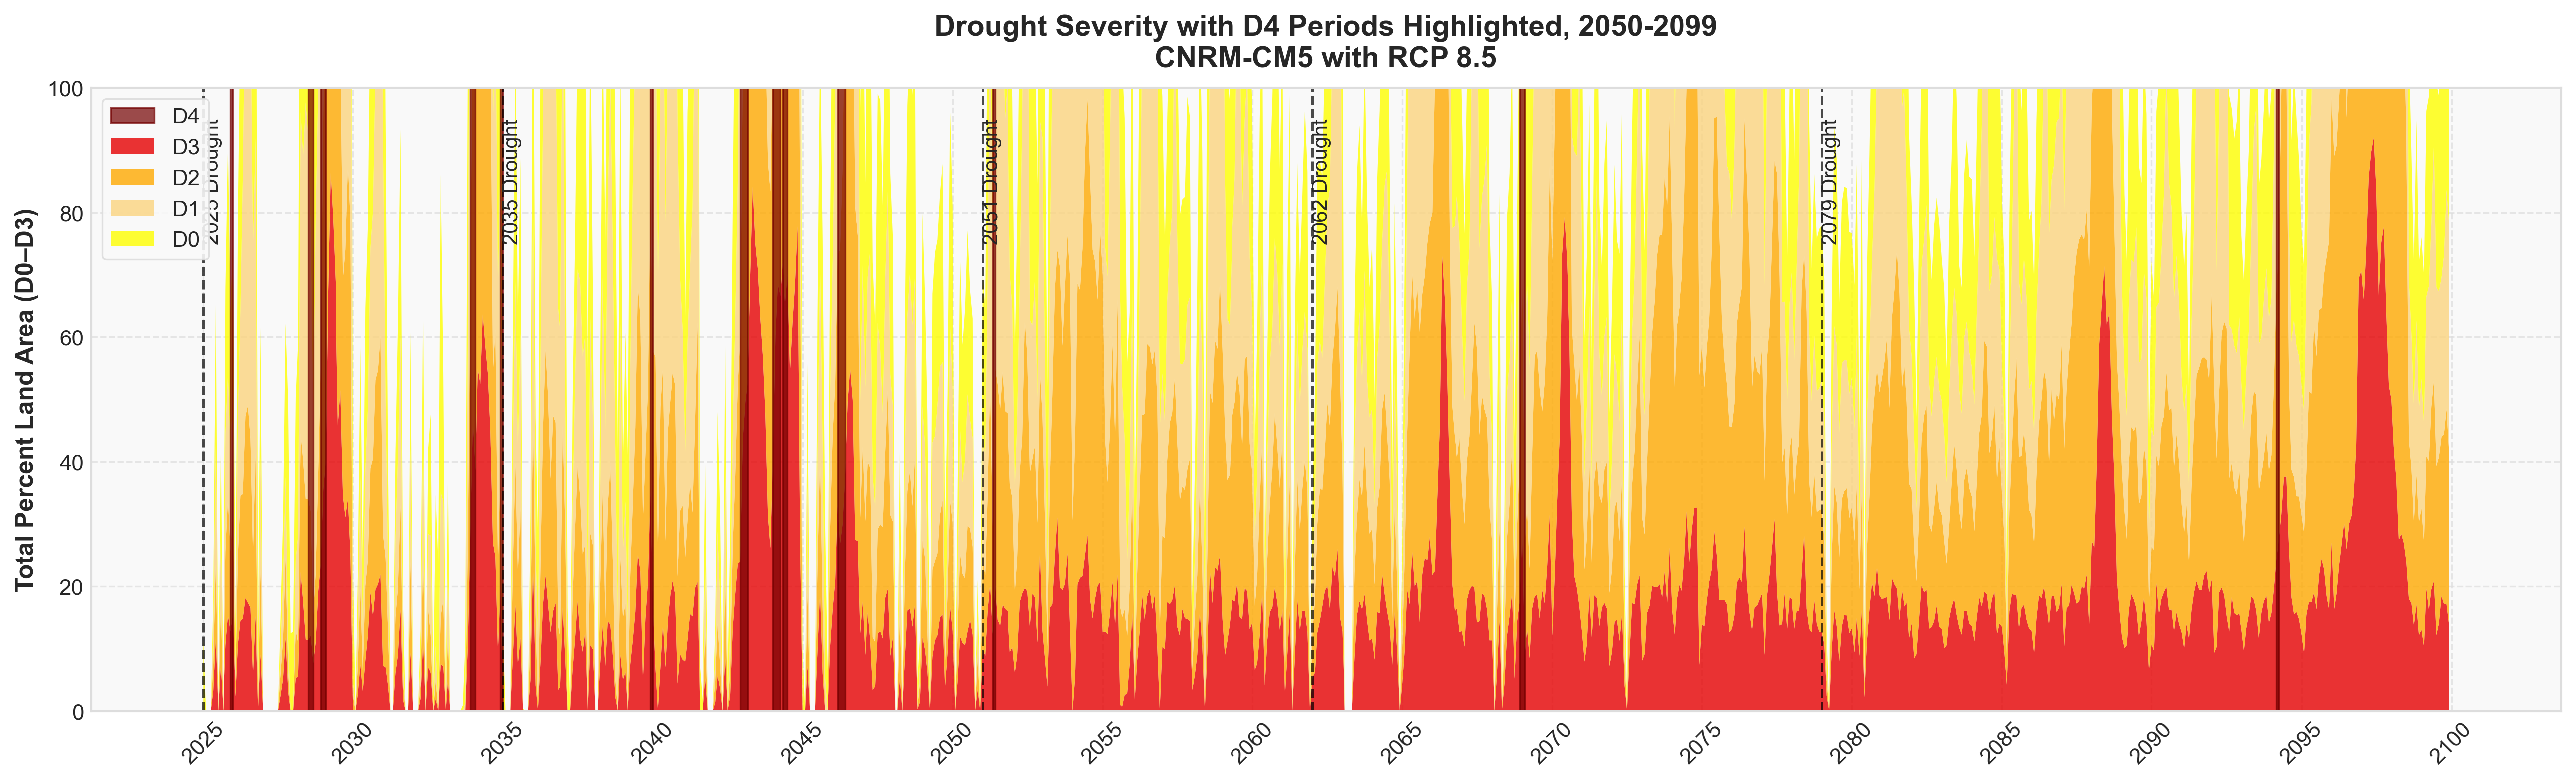 Drought Severity with D4 Periods Highlighted, 2050-2099
CNRM-CM5 with RCP 8.5
Total Percent Land Area (D0–D3)
100
80
60
40
20
0
D4
D3
D2
D1
D0
2025 Drought
2035 Drought
2051 Drought
2062 Drought
2079 Drought
2025
2030
2035
2040
2045
2050
2055
2060
2065
2070
2075
2080
2085
2090
2095
2100